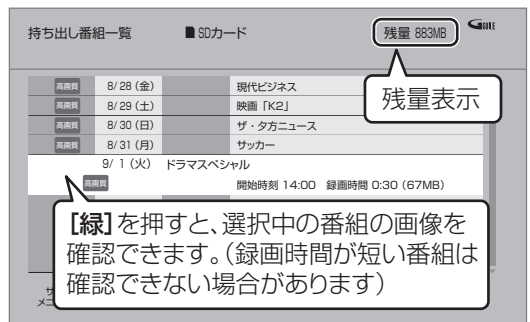 持ち出し番組一覧 SDカード 残量 883MB GGUIDE
残量表示
高画質 8/28(金) 現代ビジネス
高画質 8/29(土) 映画「K2」
高画質 8/30(日) ザ・夕方ニュース
高画質 8/31(月) サッカー
9/ 1(火) ドラマスペシャル
高画質 開始時刻 14:00 録画時間 0:30(67MB)
[緑]を押すと、選択中の番組の画像を
確認できます。(録画時間が短い番組は
確認できない場合があります)